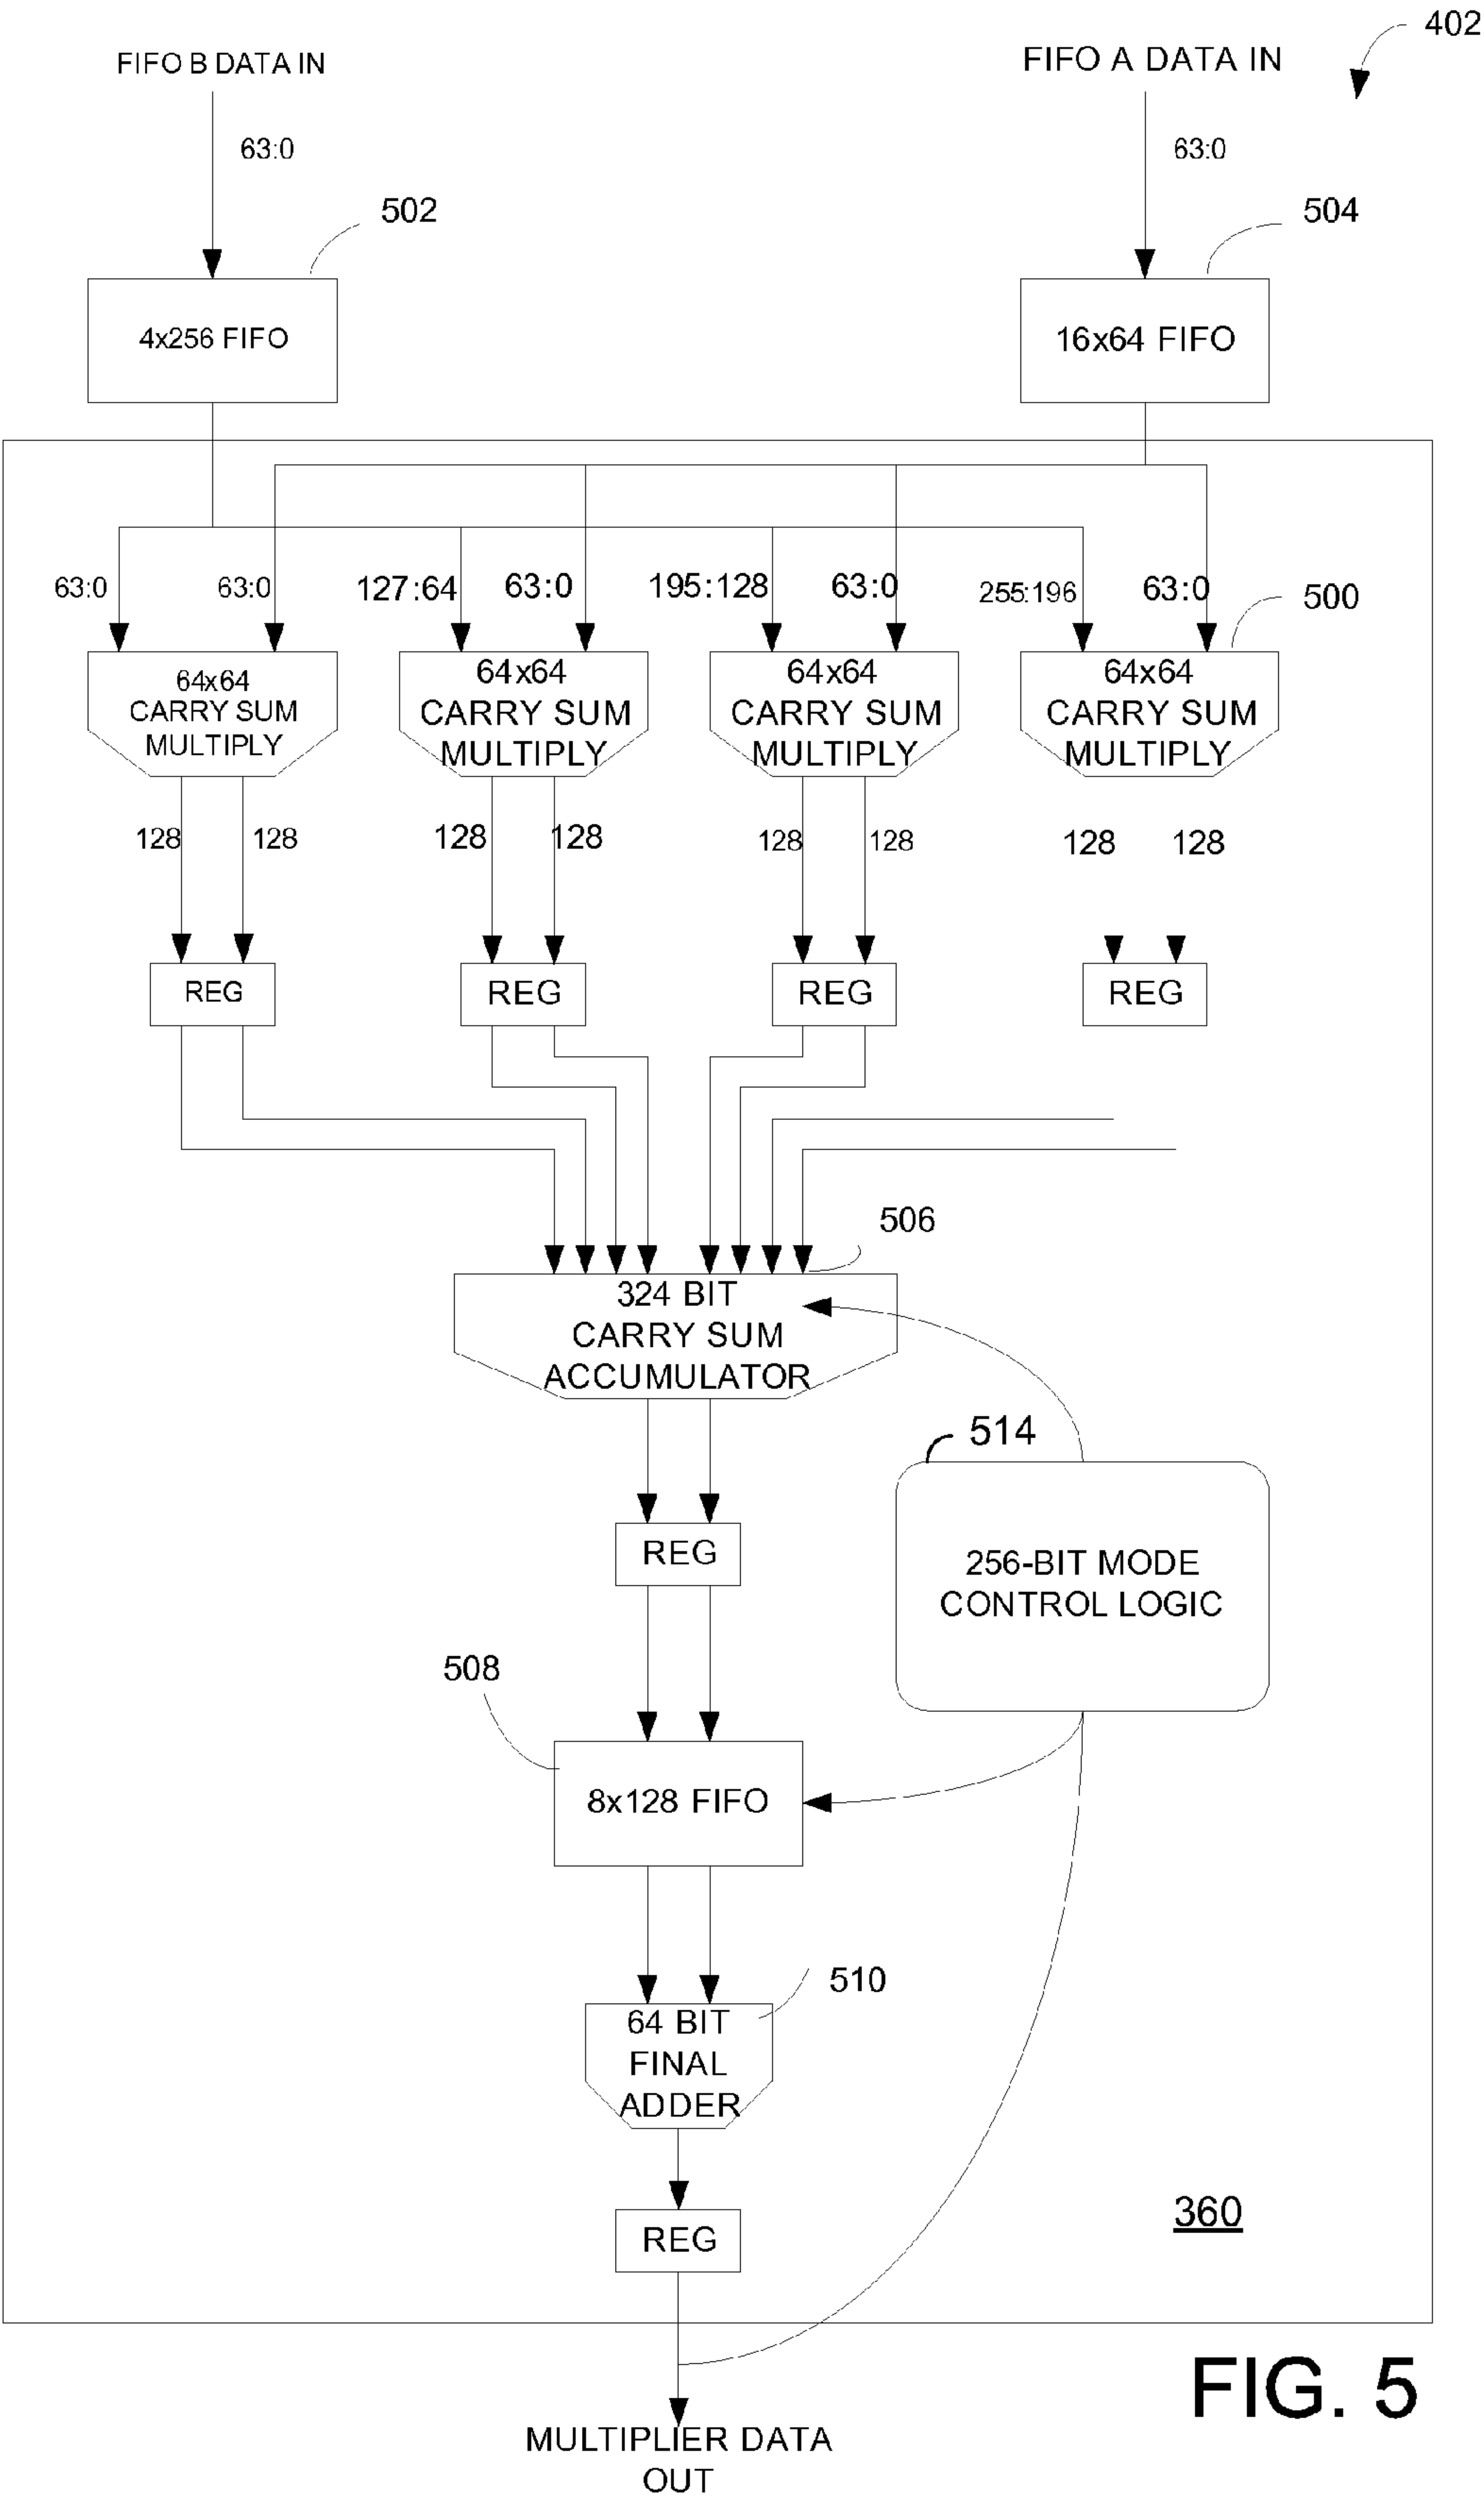 402
FIFO B DATA IN
FIFO A DATA IN
63:0
63:0
502
504
4x256 FIFO
16x64 FIFO
63:0
63:0
127:64
63:0
195:128
63:0
255:196
63:0
500
64x64
CARRY SUM
MULTIPLY
64x64
CARRY SUM
MULTIPLY
64x64
CARRY SUM
MULTIPLY
64x64
CARRY SUM
MULTIPLY
128
128
128
128
128
128
128
128
REG
REG
REG
REG
506
324 BIT
CARRY SUM
ACCUMULATOR
514
REG
256-BIT MODE
CONTROL LOGIC
508
8x128 FIFO
510
64 BIT
FINAL
ADDER
REG
360
FIG. 5
MULTIPLIER DATA
OUT